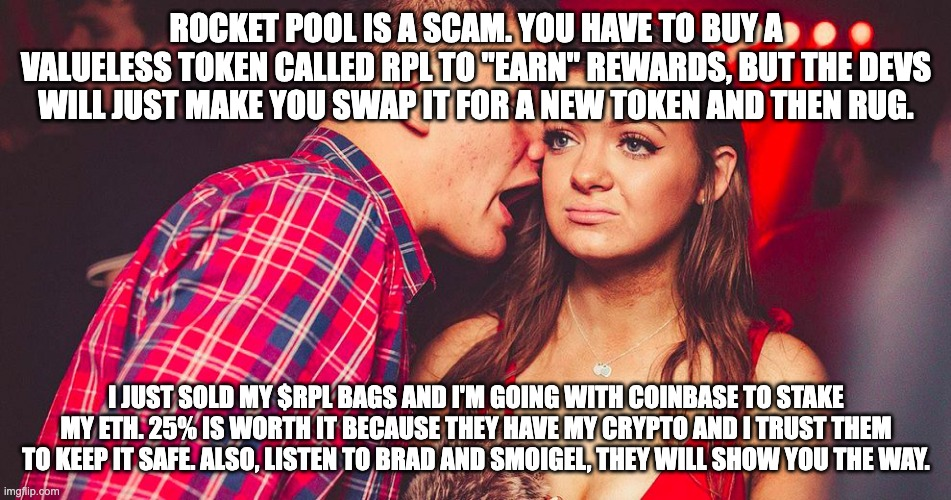 ROCKET POOL IS A SCAM. YOU HAVE TO BUY A
VALUELESS TOKEN CALLED RPL TO "EARN" REWARDS, BUT THE DEVS
WILL JUST MAKE YOU SWAP IT FOR A NEW TOKEN AND THEN RUG.
I JUST SOLD MY $RPL BAGS AND I'M GOING WITH COINBASE TO STAKE
MY ETH. 25% IS WORTH IT BECAUSE THEY HAVE MY CRYPTO AND I TRUST THEM
TO KEEP IT SAFE. ALSO, LISTEN TO BRAD AND SMOIGEL, THEY WILL SHOW YOU THE WAY.
imgflip.com